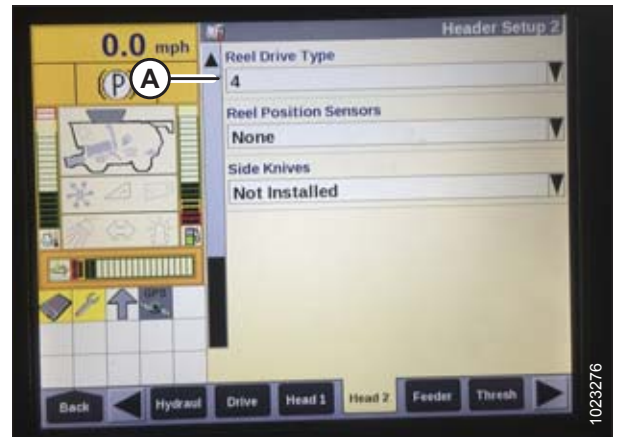 0.0 mph
Header Setup 2
(P)
A
Reel Drive Type
4
Reel Position Sensors
None
Side Knives
Not Installed
GPS
Back
Hydraul
Drive
Head 1
Head 2
Feeder
Thresh
1023276